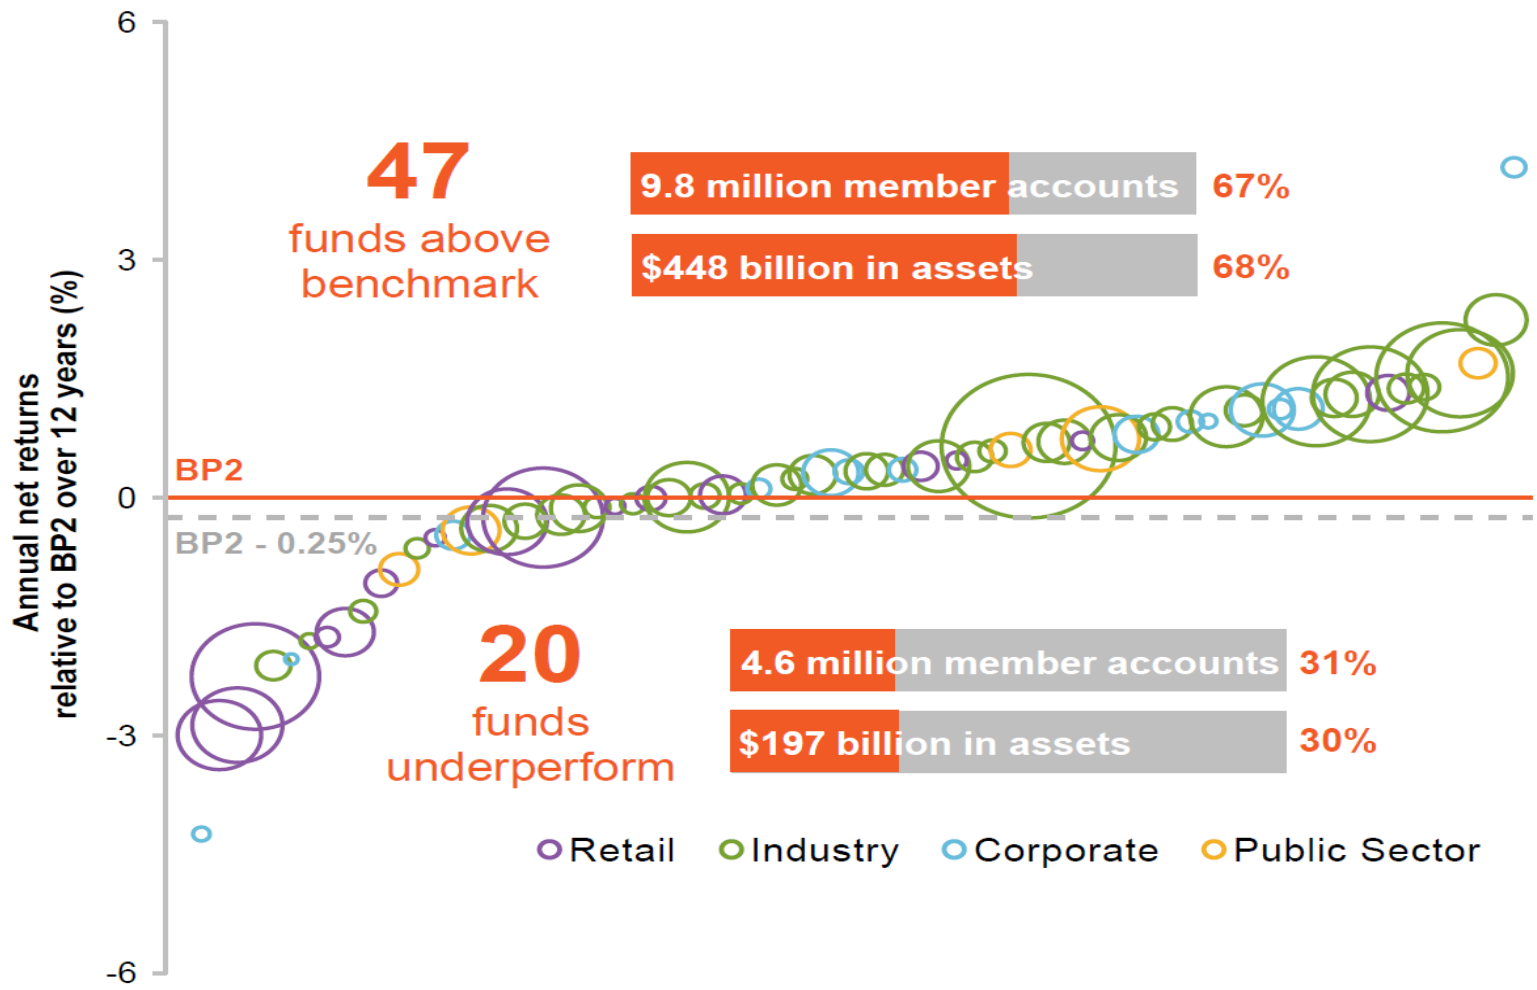 6
3
0
-3
-6
Annual net returns
relative to BP2 over 12 years (%)
47
funds above
benchmark
9.8 million member accounts 67%
$448 billion in assets 68%
BP2
BP2 - 0.25%
20
funds
underperform
4.6 million member accounts 31%
$197 billion in assets 30%
Retail Industry Corporate Public Sector